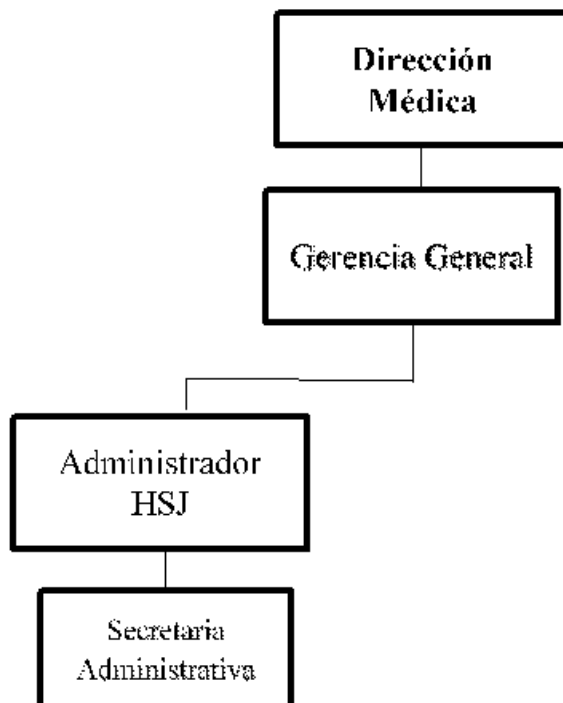 Dirección
Médica
Gerencia General
Administrador
HSJ
Secretaria
Administrativa